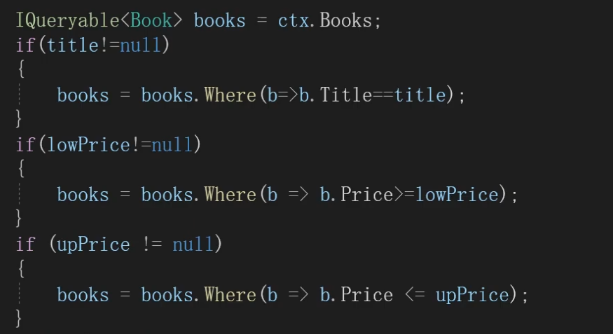 IQueryable<Book> books = ctx.Books;
if(title!=null)
{
    books = books.Where(b=>b.Title==title);
}
if(lowPrice!=null)
{
    books = books.Where(b => b.Price>=lowPrice);
}
if (upPrice != null)
{
    books = books.Where(b => b.Price <= upPrice);
}